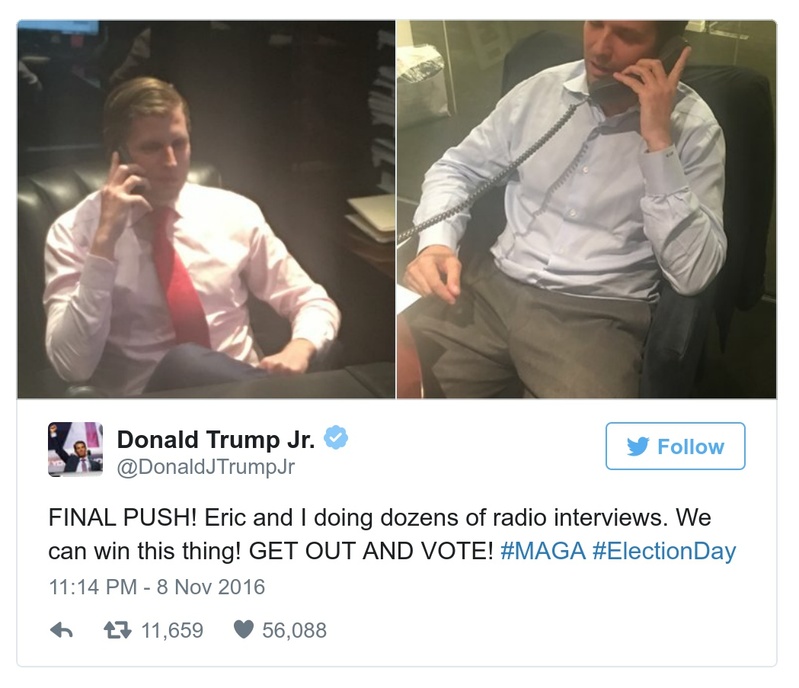 Donald Trump Jr.
Follow
@DonaldJTrumpJr
FINAL PUSH! Eric and I doing dozens of radio interviews. We
can win this thing! GET OUT AND VOTE! #MAGA #ElectionDay
11:14 PM - 8 Nov 2016
11,659 56,088